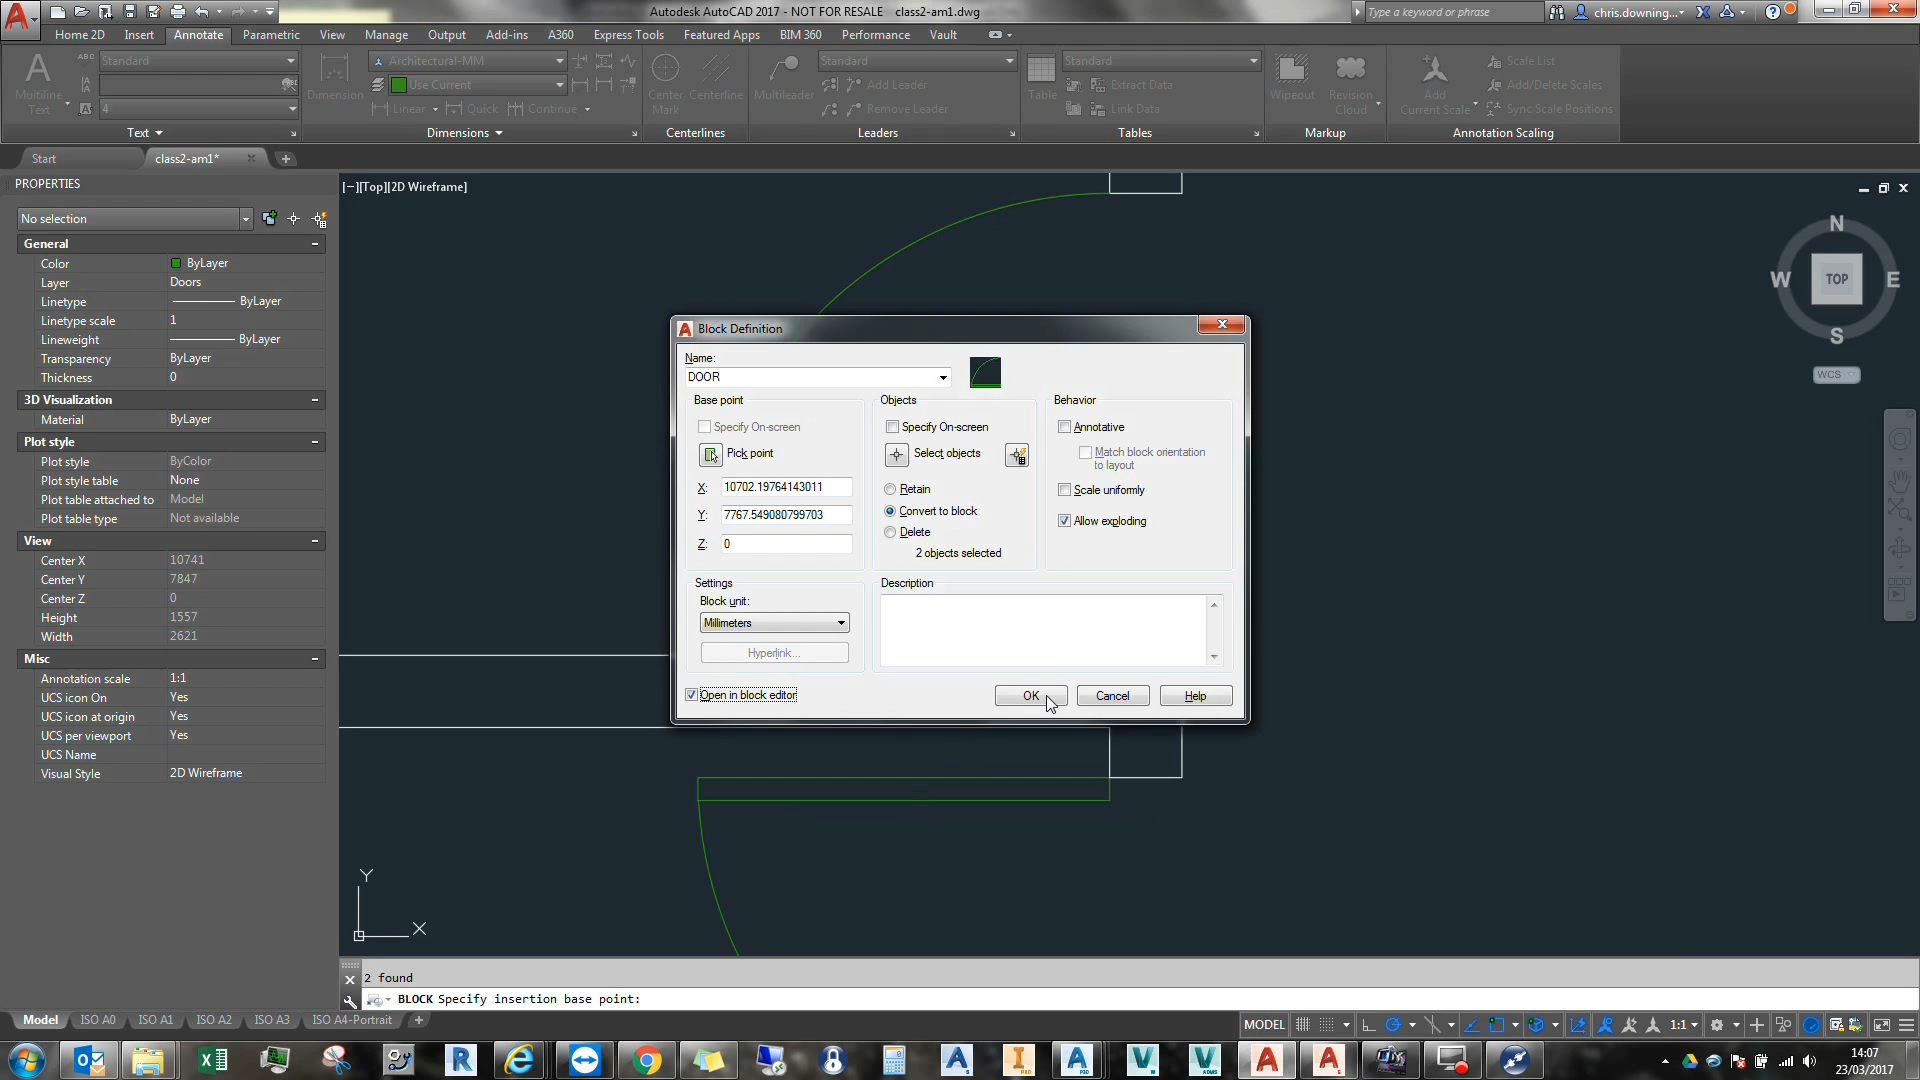 Autodesk AutoCAD 2017 - NOT FOR RESALE class2-am1.dwg
Type a keyword or phrase
chris.downing...
Home 2D Insert Annotate Parametric View Manage Output Add-ins A360 Express Tools Featured Apps BIM 360 Performance Vault
Multiline Text
ABC Standard
4
Dimension
Architectural-MM
Use Current
Linear Quick Continue
Center Mark
Centerline
Multileader
Standard
Add Leader
Remove Leader
Table
Standard
Extract Data
Link Data
Wipeout
Revision Cloud
Add Current Scale
Scale List
Add/Delete Scales
Sync Scale Positions
Text Dimensions Centerlines Leaders Tables Markup Annotation Scaling
Start class2-am1*
PROPERTIES
[−][Top][2D Wireframe]
No selection
General
Color ByLayer
Layer Doors
Linetype ByLayer
Linetype scale 1
Lineweight ByLayer
Transparency ByLayer
Thickness 0
3D Visualization
Material ByLayer
Plot style
Plot style ByColor
Plot style table None
Plot table attached to Model
Plot table type Not available
View
Center X 10741
Center Y 7847
Center Z 0
Height 1557
Width 2621
Misc
Annotation scale 1:1
UCS icon On Yes
UCS icon at origin Yes
UCS per viewport Yes
UCS Name
Visual Style 2D Wireframe
N
W TOP E
S
WCS
Block Definition
Name:
DOOR
Base point
Specify On-screen
Pick point
X: 10702.19764143011
Y: 7767.549080799703
Z: 0
Objects
Specify On-screen
Select objects
Retain
Convert to block
Delete
2 objects selected
Behavior
Annotative
Match block orientation
to layout
Scale uniformly
Allow exploding
Settings
Block unit:
Millimeters
Hyperlink...
Description
Open in block editor
OK Cancel Help
Y
X
2 found
BLOCK Specify insertion base point:
Model ISO A0 ISO A1 ISO A2 ISO A3 ISO A4-Portrait +
MODEL 1:1
14:07
23/03/2017